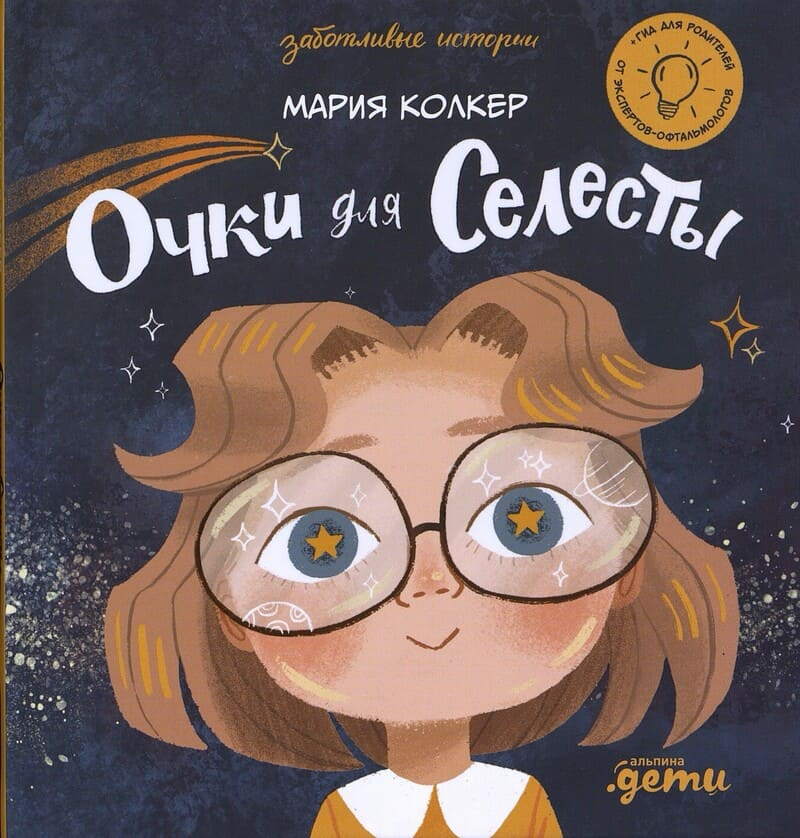 заботливые истории
+ ГИД ДЛЯ РОДИТЕЛЕЙ
ОТ ЭКСПЕРТОВ-ОФТАЛЬМОЛОГОВ
МАРИЯ КОЛКЕР
Очки для Селесты
альпина
.дети